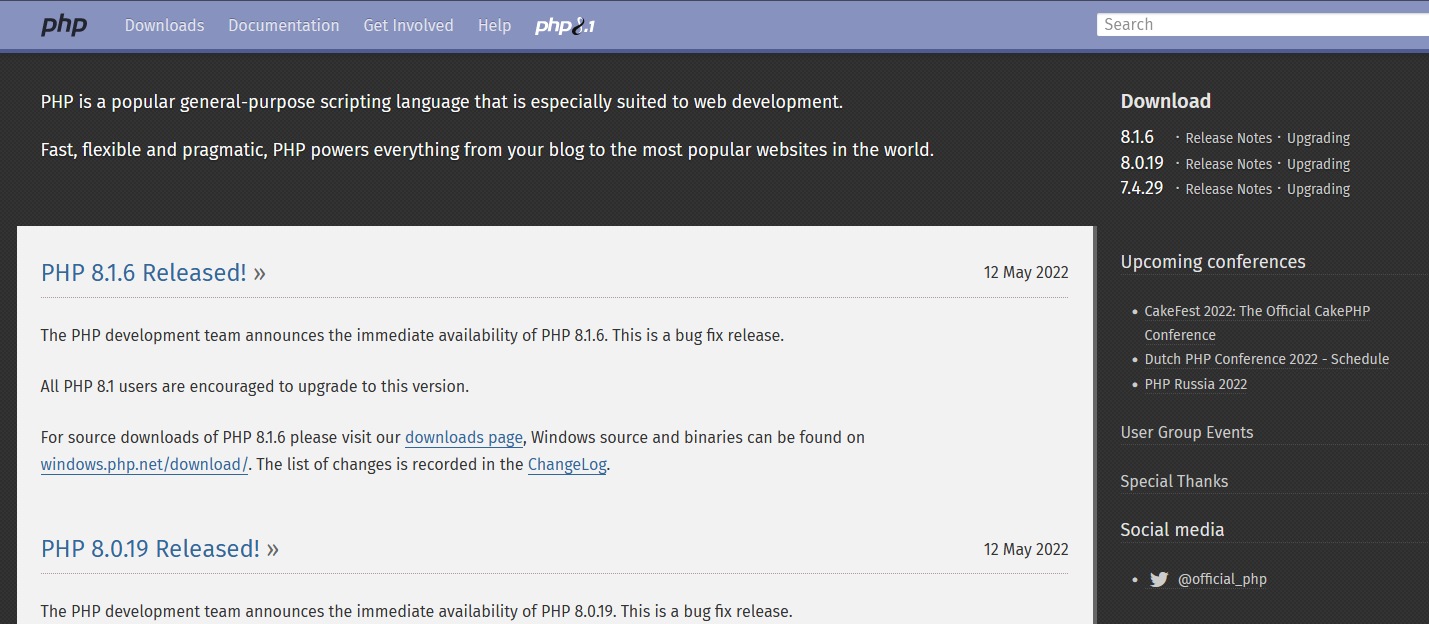 php Downloads Documentation Get Involved Help php8.1 Search
PHP is a popular general-purpose scripting language that is especially suited to web development.
Fast, flexible and pragmatic, PHP powers everything from your blog to the most popular websites in the world.
Download
8.1.6 · Release Notes · Upgrading
8.0.19 · Release Notes · Upgrading
7.4.29 · Release Notes · Upgrading
PHP 8.1.6 Released! »
12 May 2022
The PHP development team announces the immediate availability of PHP 8.1.6. This is a bug fix release.
All PHP 8.1 users are encouraged to upgrade to this version.
For source downloads of PHP 8.1.6 please visit our downloads page, Windows source and binaries can be found on
windows.php.net/download/. The list of changes is recorded in the ChangeLog.
PHP 8.0.19 Released! »
12 May 2022
The PHP development team announces the immediate availability of PHP 8.0.19. This is a bug fix release.
Upcoming conferences
• CakeFest 2022: The Official CakePHP
Conference
• Dutch PHP Conference 2022 - Schedule
• PHP Russia 2022
User Group Events
Special Thanks
Social media
• @official_php